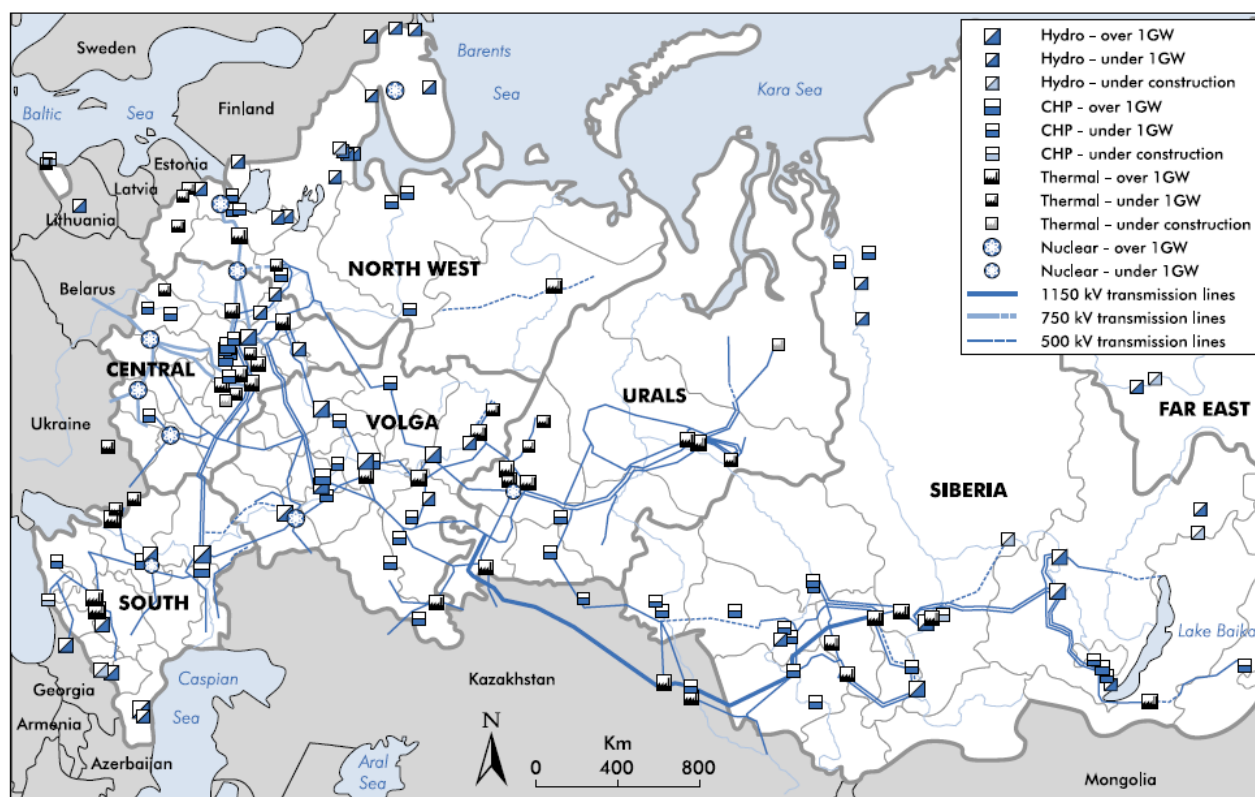 Sweden
Finland
Barents
Sea
Kara Sea
Baltic
Sea
Estonia
Latvia
Lithuania
Belarus
Ukraine
NORTH WEST
CENTRAL
VOLGA
URALS
SIBERIA
FAR EAST
SOUTH
Georgia
Armenia
Azerbaijan
Caspian
Sea
Aral
Sea
Kazakhstan
Mongolia
Lake Baika
N
Km
0 400 800
Hydro – over 1GW
Hydro – under 1GW
Hydro – under construction
CHP – over 1GW
CHP – under 1GW
CHP – under construction
Thermal – over 1GW
Thermal – under 1GW
Thermal – under construction
Nuclear – over 1GW
Nuclear – under 1GW
1150 kV transmission lines
750 kV transmission lines
500 kV transmission lines